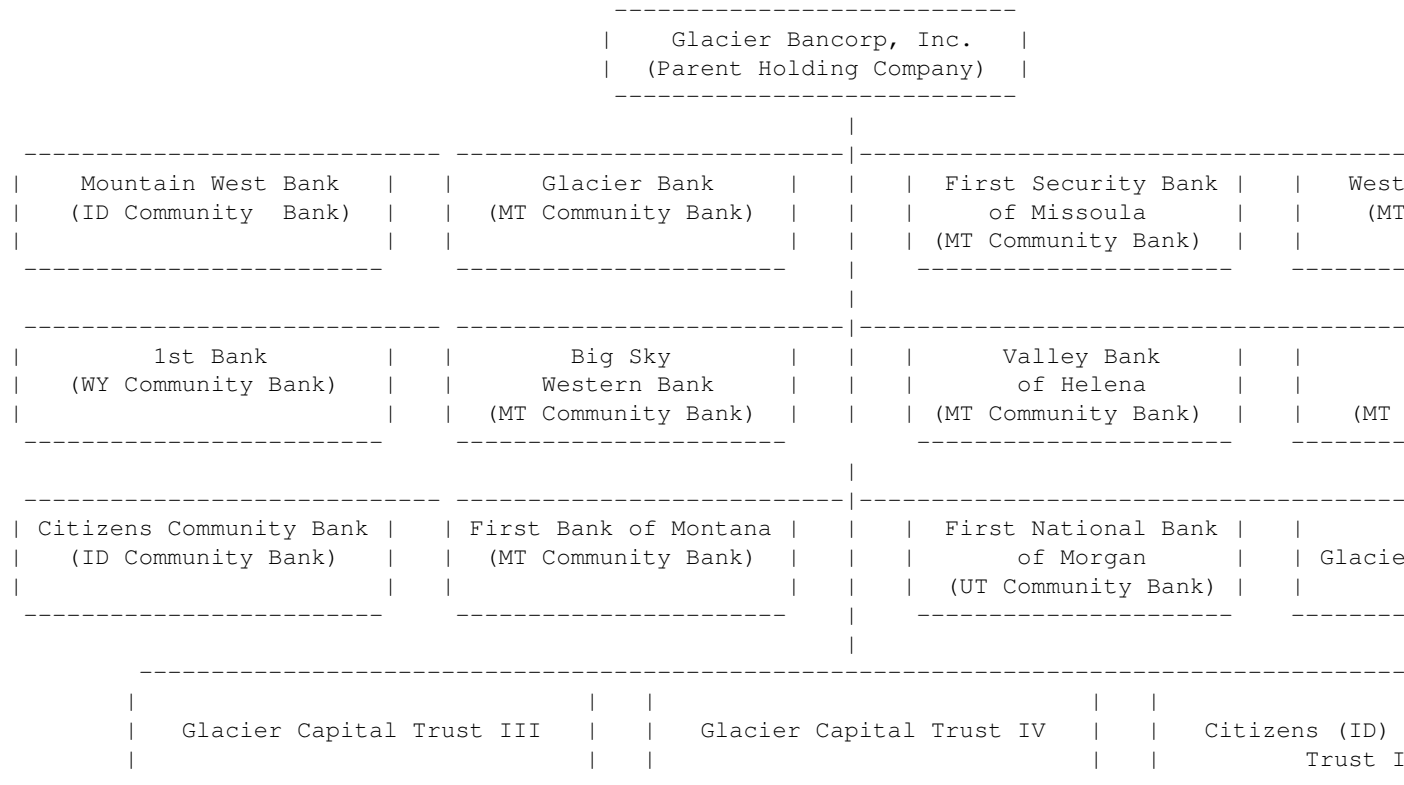 Glacier Bancorp, Inc.
(Parent Holding Company)
Mountain West Bank Glacier Bank First Security Bank West
(ID Community Bank) (MT Community Bank) of Missoula (MT
(MT Community Bank)
1st Bank Big Sky Valley Bank
(WY Community Bank) Western Bank of Helena
(MT Community Bank) (MT Community Bank) (MT
Citizens Community Bank First Bank of Montana First National Bank
(ID Community Bank) (MT Community Bank) of Morgan Glacie
(UT Community Bank)
Glacier Capital Trust III Glacier Capital Trust IV Citizens (ID)
Trust I